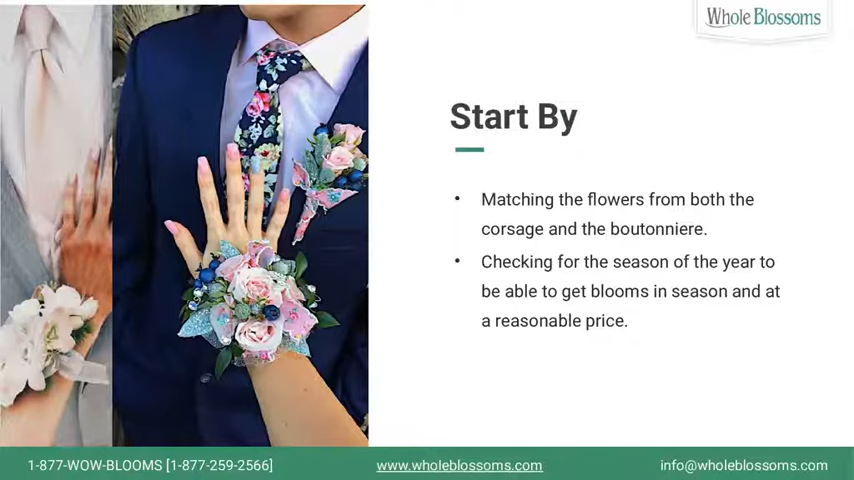 Whole Blossoms
Start By
• Matching the flowers from both the
corsage and the boutonniere.
• Checking for the season of the year to
be able to get blooms in season and at
a reasonable price.
1-877-WOW-BLOOMS [1-877-259-2566]
www.wholeblossoms.com
info@wholeblossoms.com